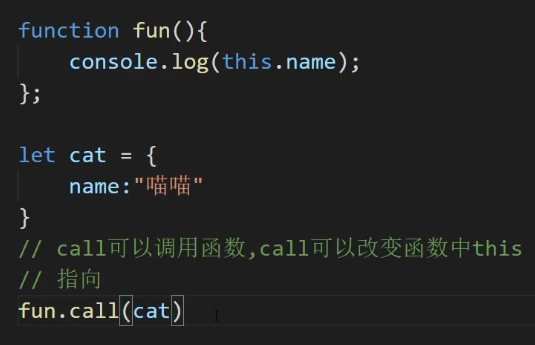 function fun(){
    console.log(this.name);
};
let cat = {
    name:"喵喵"
}
// call可以调用函数,call可以改变函数中this
// 指向
fun.call(cat)